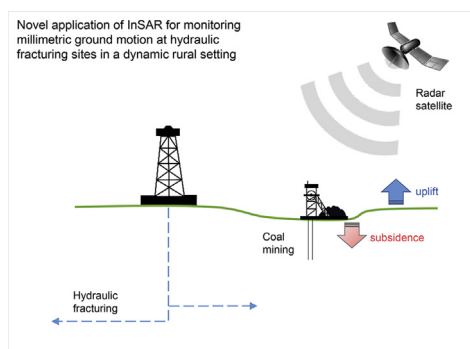 Novel application of InSAR for monitoring
millimetric ground motion at hydraulic
fracturing sites in a dynamic rural setting
Radar
satellite
uplift
Coal
mining
subsidence
Hydraulic
fracturing